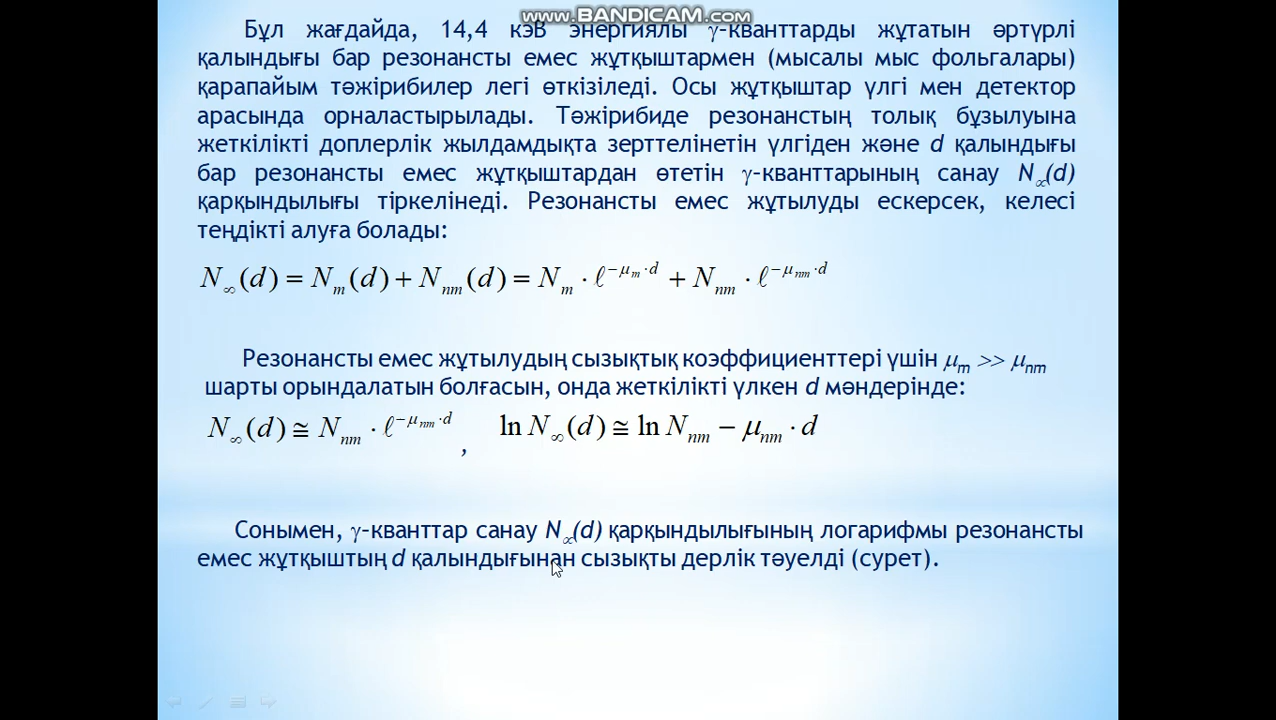 www.BANDICAM.com
Бұл жағдайда, 14,4 кэВ энергиялы γ-кванттарды жұтатын әртүрлі
қалындығы бар резонансты емес жұтқыштармен (мысалы мыс фольгалары)
қарапайым тәжірибилер легі өткізіледі. Осы жұтқыштар үлгі мен детектор
арасында орналастырылады. Тәжірибиде резонанстың толық бұзылуына
жеткілікті доплерлік жылдамдықта зерттелінетін үлгіден және d қалындығы
бар резонансты емес жұтқыштардан өтетін γ-кванттарының санау N∞(d)
қарқындылығы тіркелінеді. Резонансты емес жұтылуды ескерсек, келесі
теңдікті алуға болады:
N∞(d) = Nm(d) + Nnm(d) = Nm · ℓ^(−μm·d) + Nnm · ℓ^(−μnm·d)
Резонансты емес жұтылудың сызықтық коэффициенттері үшін μm >> μnm
шарты орындалатын болғасын, онда жеткілікті үлкен d мәндерінде:
N∞(d) ≅ Nnm · ℓ^(−μnm·d) , ln N∞(d) ≅ ln Nnm − μnm · d
Сонымен, γ-кванттар санау N∞(d) қарқындылығының логарифмы резонансты
емес жұтқыштың d қалындығынан сызықты дерлік тәуелді (сурет).